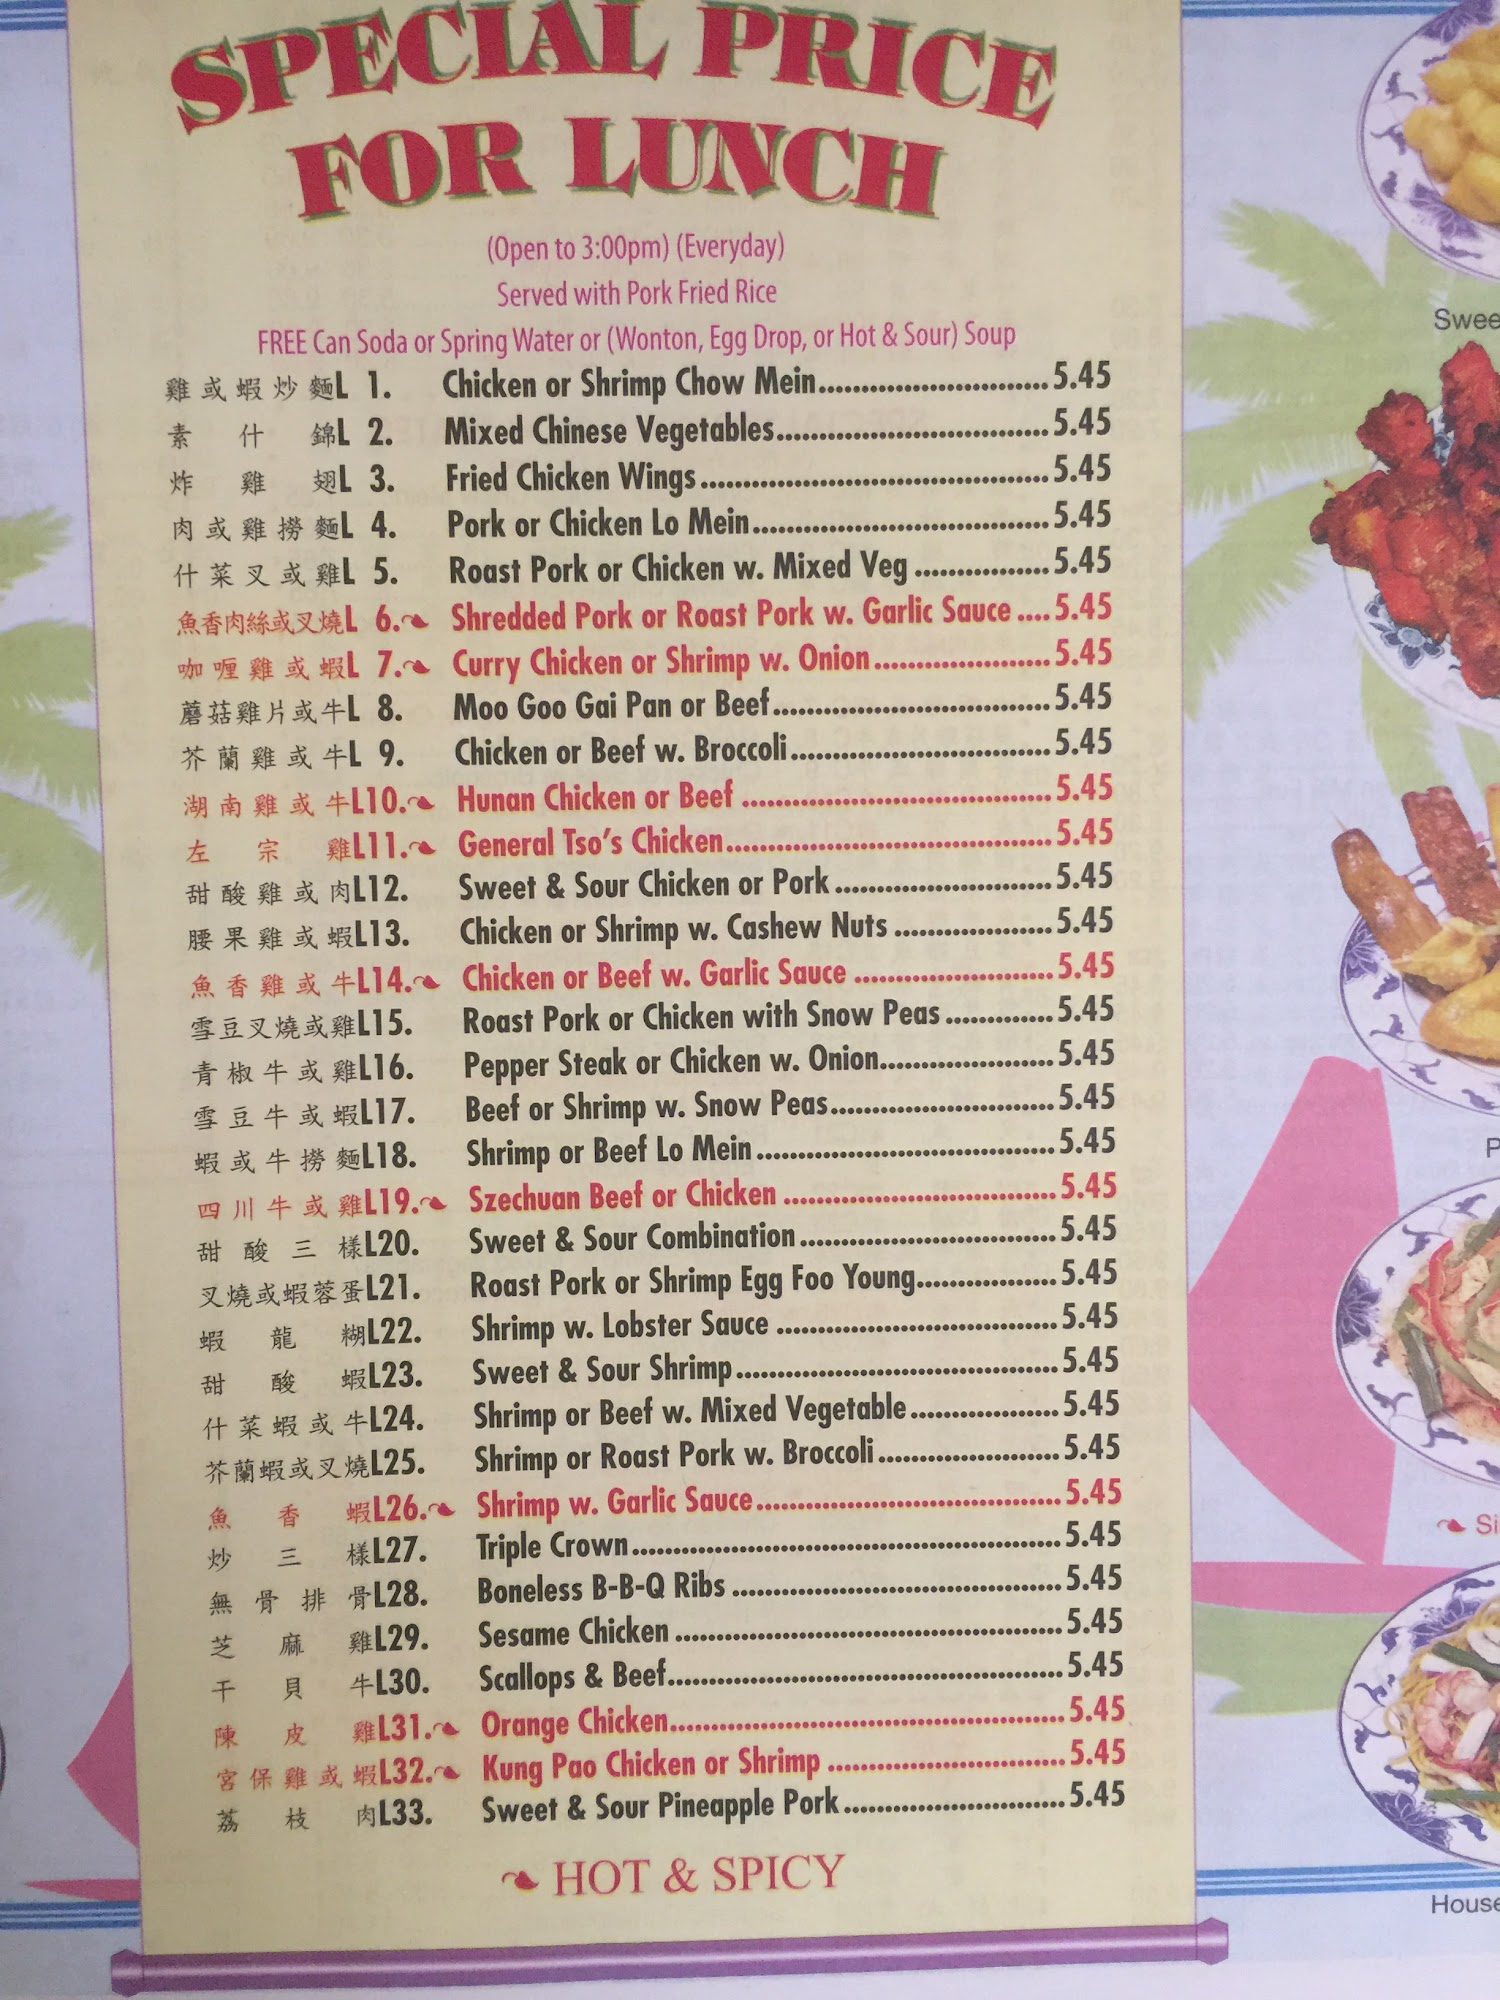 SPECIAL PRICE
FOR LUNCH
(Open to 3:00pm) (Everyday)
Served with Pork Fried Rice
FREE Can Soda or Spring Water or (Wonton, Egg Drop, or Hot & Sour) Soup
雞或蝦炒麵L 1. Chicken or Shrimp Chow Mein............................5.45
素什錦L 2. Mixed Chinese Vegetables.................................5.45
炸雞翅L 3. Fried Chicken Wings..........................................5.45
肉或雞撈麵L 4. Pork or Chicken Lo Mein....................................5.45
什菜叉或雞L 5. Roast Pork or Chicken w. Mixed Veg ................5.45
魚香肉絲或叉燒L 6. Shredded Pork or Roast Pork w. Garlic Sauce ....5.45
咖喱雞或蝦L 7. Curry Chicken or Shrimp w. Onion.....................5.45
蘑菇雞片或牛L 8. Moo Goo Gai Pan or Beef.................................5.45
芥蘭雞或牛L 9. Chicken or Beef w. Broccoli...............................5.45
湖南雞或牛L10. Hunan Chicken or Beef .....................................5.45
左宗雞L11. General Tso's Chicken.......................................5.45
甜酸雞或肉L12. Sweet & Sour Chicken or Pork ..........................5.45
腰果雞或蝦L13. Chicken or Shrimp w. Cashew Nuts ...................5.45
魚香雞或牛L14. Chicken or Beef w. Garlic Sauce ........................5.45
雪豆叉燒或雞L15. Roast Pork or Chicken with Snow Peas .............5.45
青椒牛或雞L16. Pepper Steak or Chicken w. Onion.....................5.45
雪豆牛或蝦L17. Beef or Shrimp w. Snow Peas...........................5.45
蝦或牛撈麵L18. Shrimp or Beef Lo Mein ....................................5.45
四川牛或雞L19. Szechuan Beef or Chicken .................................5.45
甜酸三樣L20. Sweet & Sour Combination ...............................5.45
叉燒或蝦蓉蛋L21. Roast Pork or Shrimp Egg Foo Young.................5.45
蝦龍糊L22. Shrimp w. Lobster Sauce ..................................5.45
甜酸蝦L23. Sweet & Sour Shrimp.......................................5.45
什菜蝦或牛L24. Shrimp or Beef w. Mixed Vegetable..................5.45
芥蘭蝦或叉燒L25. Shrimp or Roast Pork w. Broccoli......................5.45
魚香蝦L26. Shrimp w. Garlic Sauce.....................................5.45
炒三樣L27. Triple Crown....................................................5.45
無骨排骨L28. Boneless B-B-Q Ribs ........................................5.45
芝麻雞L29. Sesame Chicken ...............................................5.45
干貝牛L30. Scallops & Beef................................................5.45
陳皮雞L31. Orange Chicken................................................5.45
宮保雞或蝦L32. Kung Pao Chicken or Shrimp .............................5.45
荔枝肉L33. Sweet & Sour Pineapple Pork...........................5.45
HOT & SPICY
Swee
P
Si
House